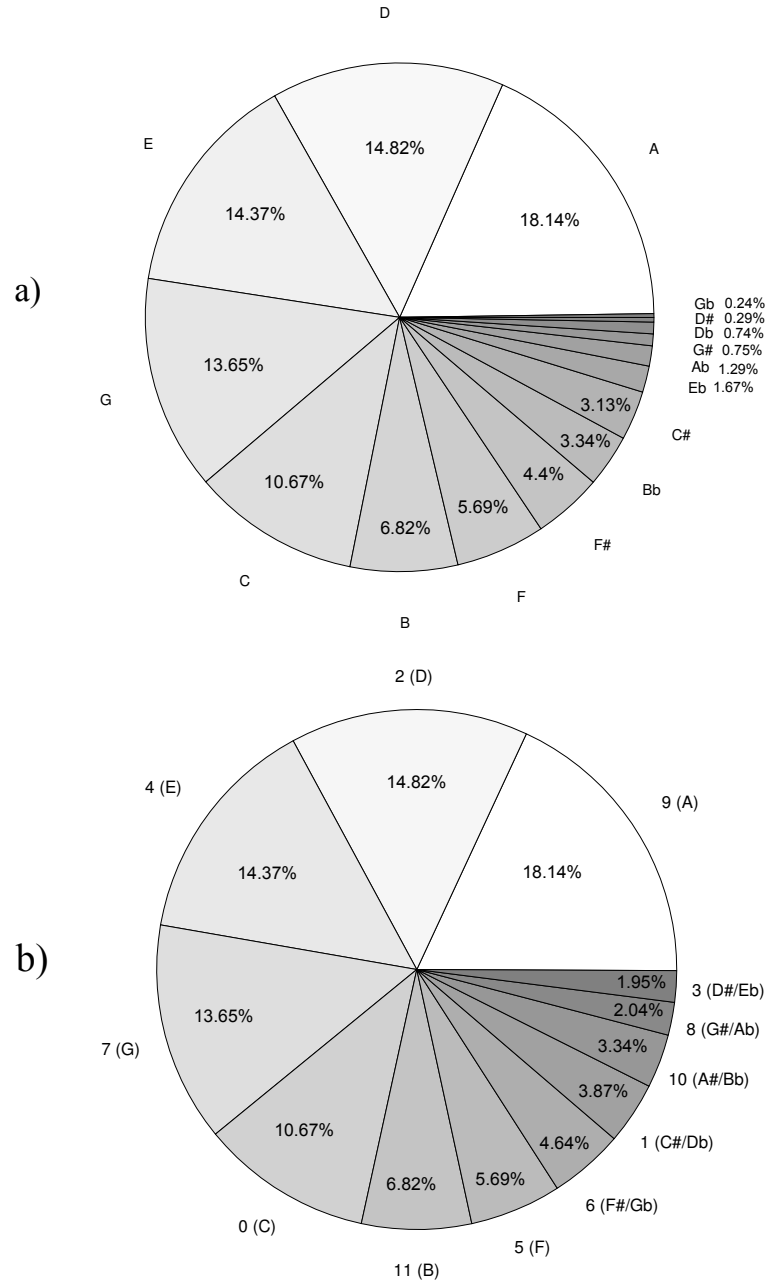 D
A
E
14.82%
18.14%
14.37%
a)
Gb 0.24%
D# 0.29%
Db 0.74%
G# 0.75%
Ab 1.29%
Eb 1.67%
13.65%
G
3.13%
C#
3.34%
Bb
10.67%
4.4%
F#
6.82%
5.69%
C
F
B
2 (D)
4 (E)
9 (A)
14.82%
14.37%
18.14%
b)
1.95%
3 (D#/Eb)
2.04%
8 (G#/Ab)
13.65%
7 (G)
3.34%
10 (A#/Bb)
3.87%
1 (C#/Db)
10.67%
4.64%
6 (F#/Gb)
6.82%
5.69%
0 (C)
5 (F)
11 (B)